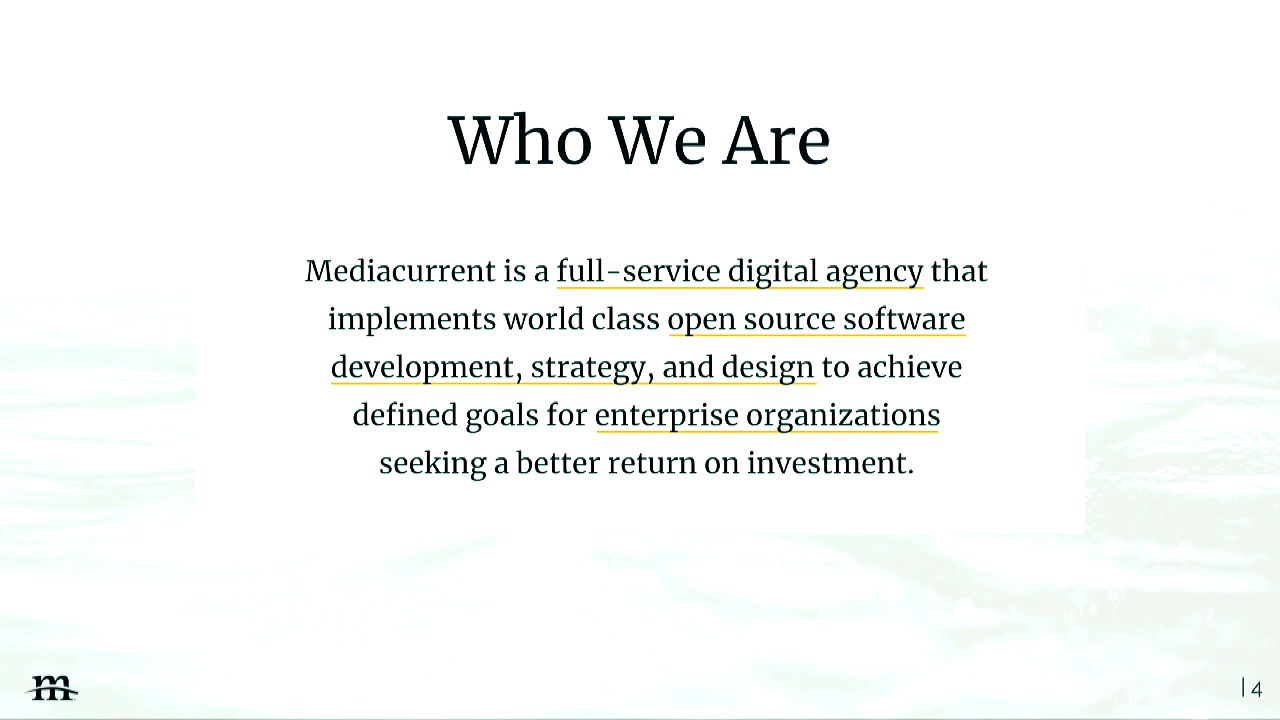 Who We Are
Mediacurrent is a full-service digital agency that
implements world class open source software
development, strategy, and design to achieve
defined goals for enterprise organizations
seeking a better return on investment.
m
| 4